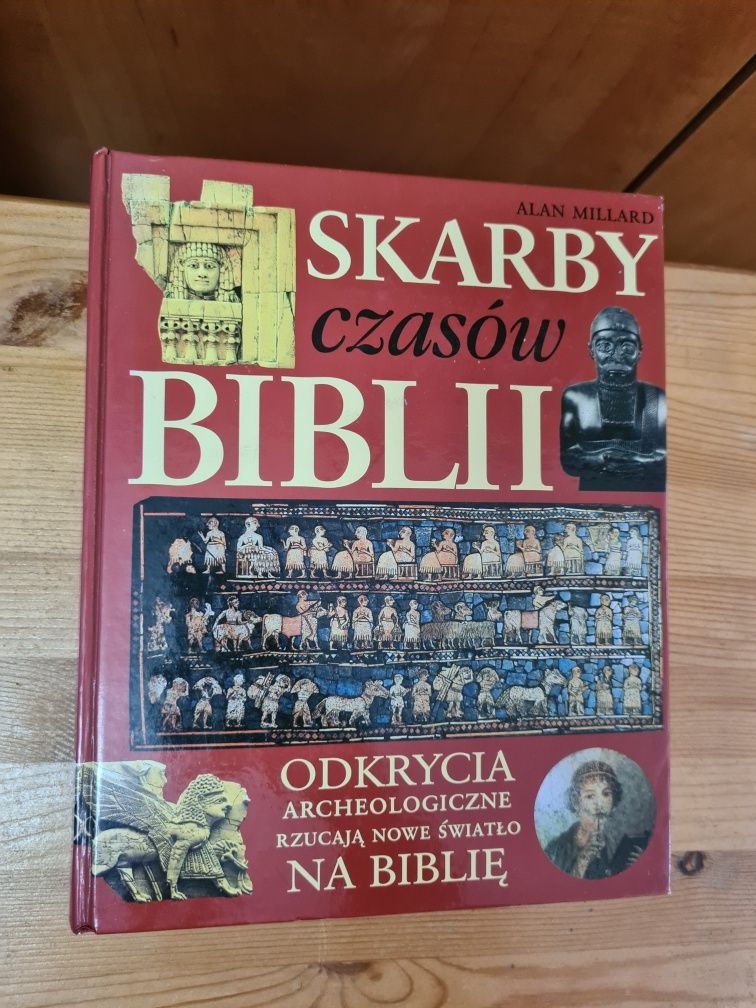 ALAN MILLARD
SKARBY
czasów
BIBLII
ODKRYCIA
ARCHEOLOGICZNE
RZUCAJĄ NOWE ŚWIATŁO
NA BIBLIĘ